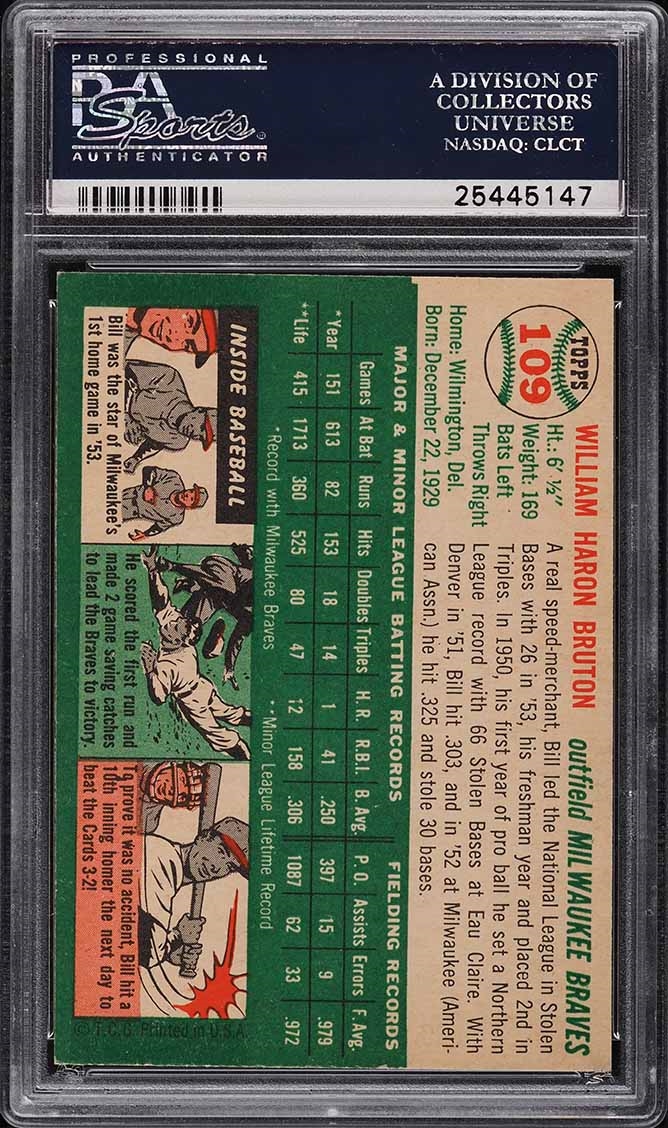 PROFESSIONAL
PSA
Sports
AUTHENTICATOR
A DIVISION OF
COLLECTORS
UNIVERSE
NASDAQ: CLCT
25445147
TOPPS
109
WILLIAM HARON BRUTON outfield MILWAUKEE BRAVES
Ht.: 6' ½"
Weight: 169
Bats Left
Throws Right
Home: Wilmington, Del.
Born: December 22, 1929
A real speed-merchant, Bill led the National League in Stolen
Bases with 26 in '53, his freshman year and placed 2nd in
Triples. In 1950, his first year of pro ball he set a Northern
League record with 66 Stolen Bases at Eau Claire. With
Denver in '51, Bill hit .303, and in '52 at Milwaukee (Ameri-
can Assn.) he hit .325 and stole 30 bases.
MAJOR & MINOR LEAGUE BATTING RECORDS FIELDING RECORDS
Games At Bat Runs Hits Doubles Triples H.R. R.B.I. B. Avg. P.O. Assists Errors F. Avg.
*Year 151 613 82 153 18 14 1 41 .250 397 15 9 .979
**Life 415 1713 360 525 80 47 12 158 .306 1087 62 33 .972
*Record with Milwaukee Braves **Minor League Lifetime Record
INSIDE BASEBALL
Bill was the star of Milwaukee's
1st home game in '53.
He scored the first run and
made 2 game saving catches
to lead the Braves to victory.
To prove it was no accident, Bill hit a
10th inning homer the next day to
beat the Cards 3-2!
© T.C.G. Printed in U.S.A.